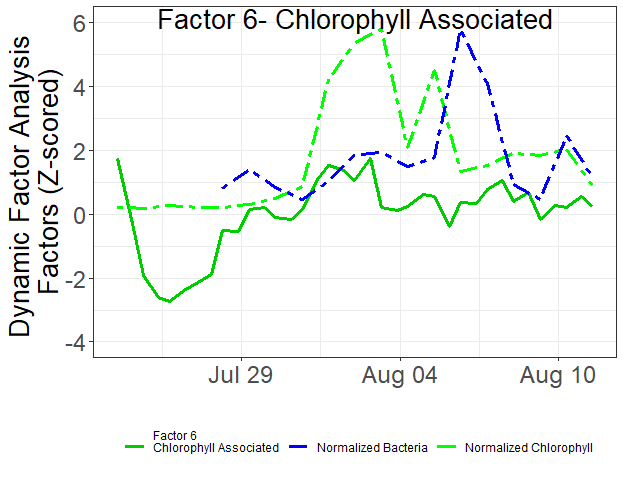 Factor 6- Chlorophyll Associated
Dynamic Factor Analysis
Factors (Z-scored)
6
4
2
0
-2
-4
Jul 29
Aug 04
Aug 10
Factor 6
Chlorophyll Associated
Normalized Bacteria
Normalized Chlorophyll